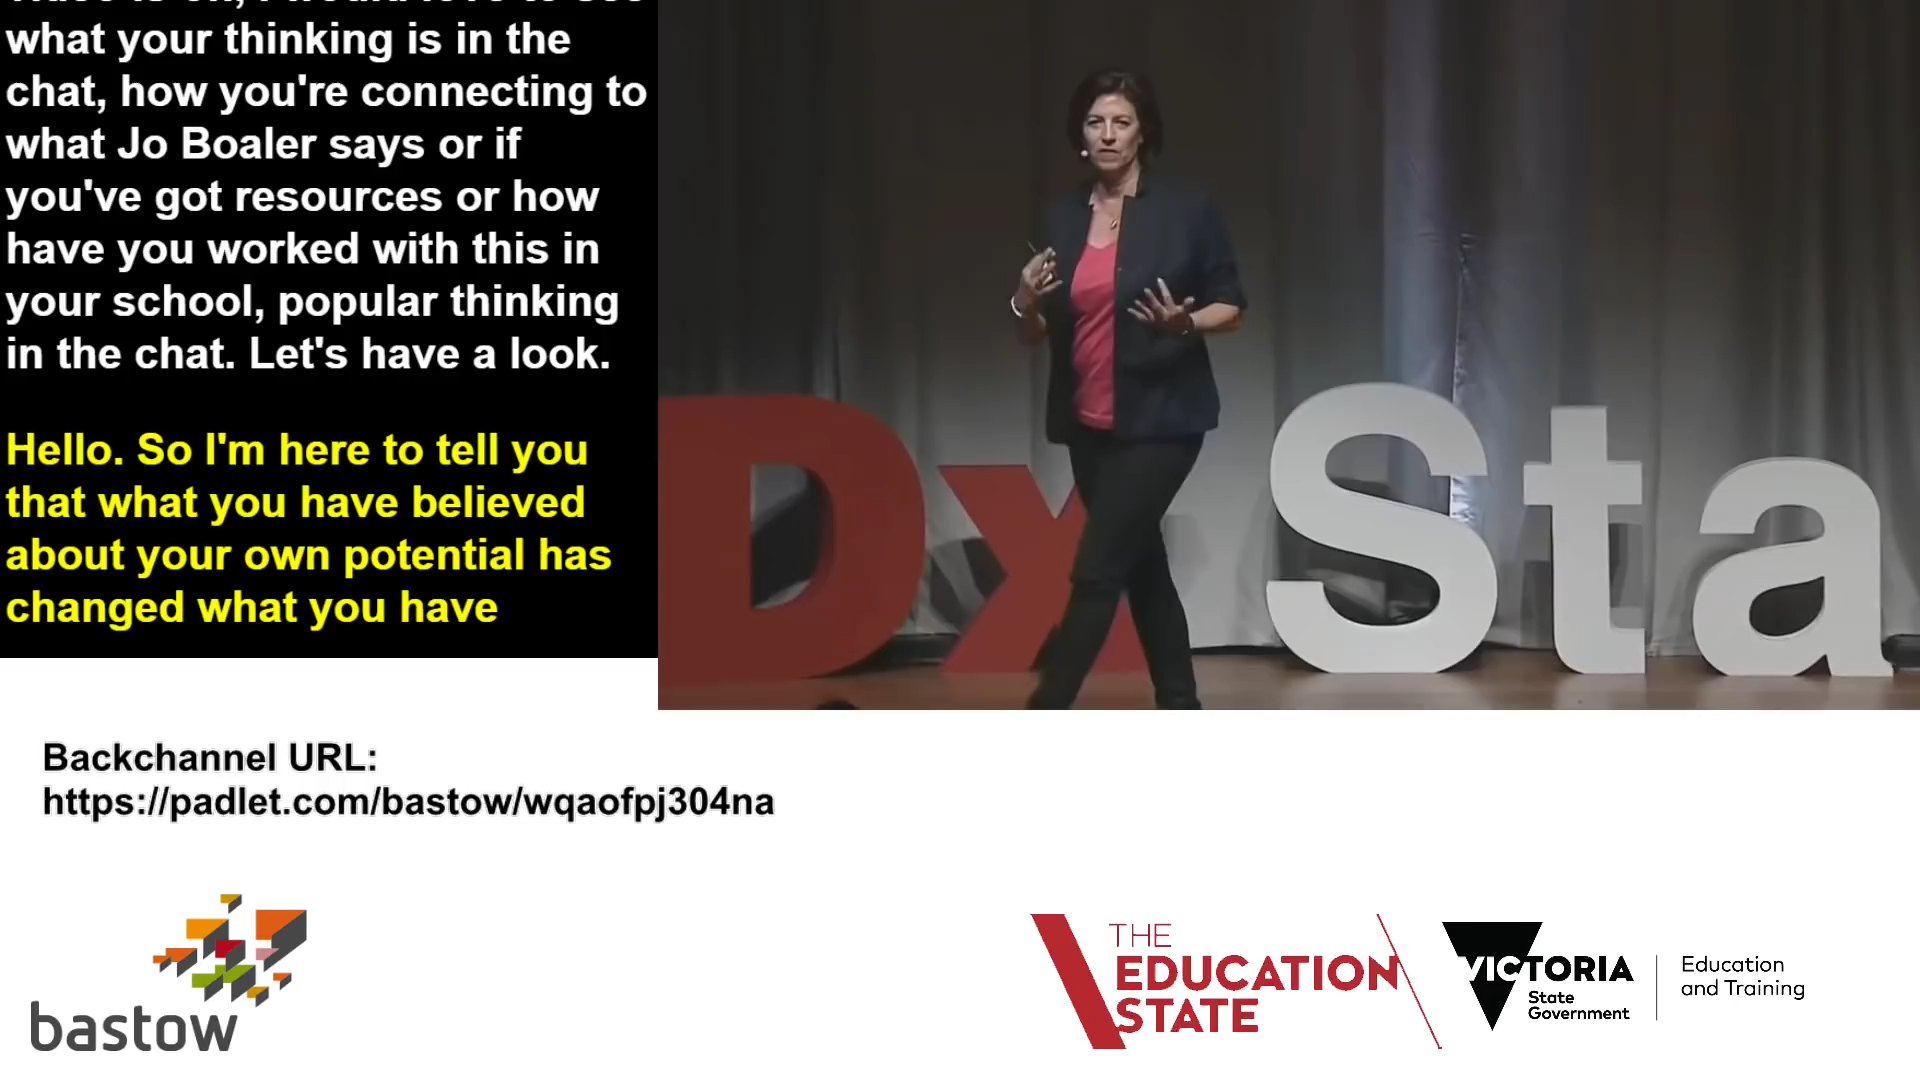 what your thinking is in the
chat, how you're connecting to
what Jo Boaler says or if
you've got resources or how
have you worked with this in
your school, popular thinking
in the chat. Let's have a look.
Hello. So I'm here to tell you
that what you have believed
about your own potential has
changed what you have
Dx Sta
Backchannel URL:
https://padlet.com/bastow/wqaofpj304na
bastow
THE
EDUCATION
STATE
VICTORIA
State
Government
Education
and Training